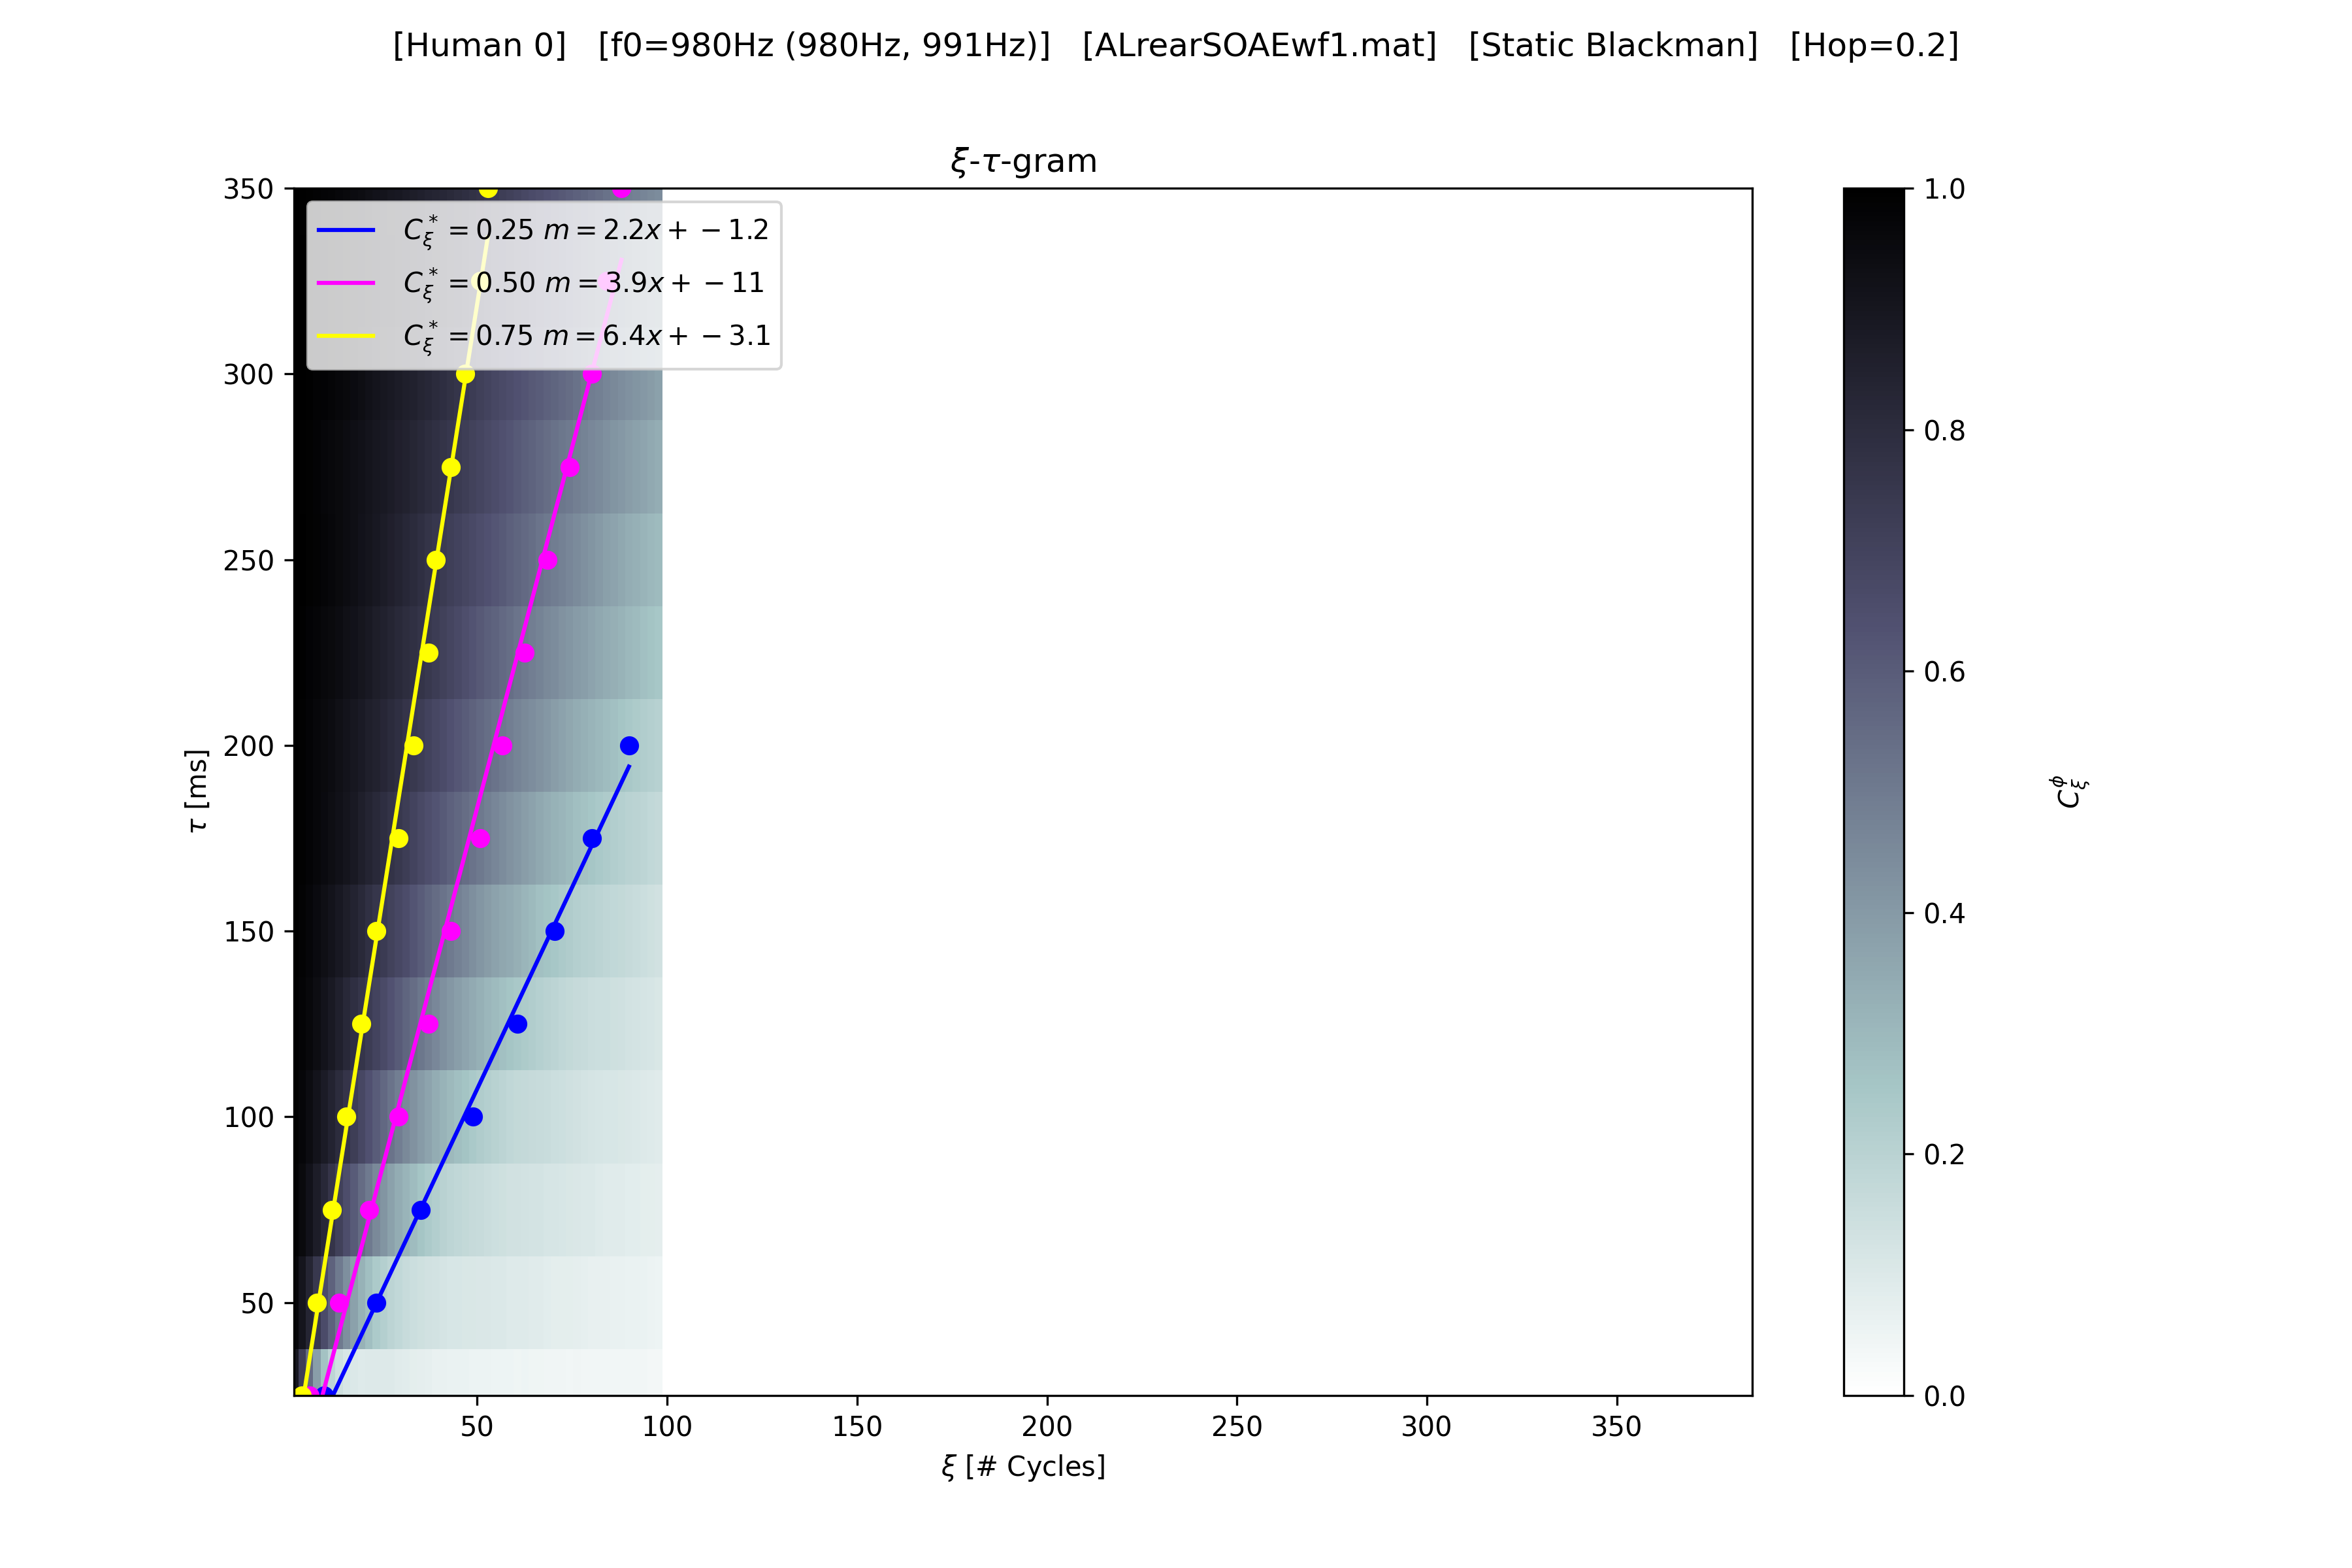 [Human 0]   [f0=980Hz (980Hz, 991Hz)]   [ALrearSOAEwf1.mat]   [Static Blackman]   [Hop=0.2]
ξ-τ-gram
350
300
250
200
150
100
50
τ [ms]
C*ξ = 0.25 m = 2.2x + −1.2
C*ξ = 0.50 m = 3.9x + −11
C*ξ = 0.75 m = 6.4x + −3.1
50 100 150 200 250 300 350
ξ [# Cycles]
1.0
0.8
0.6
0.4
0.2
0.0
Cϕξ